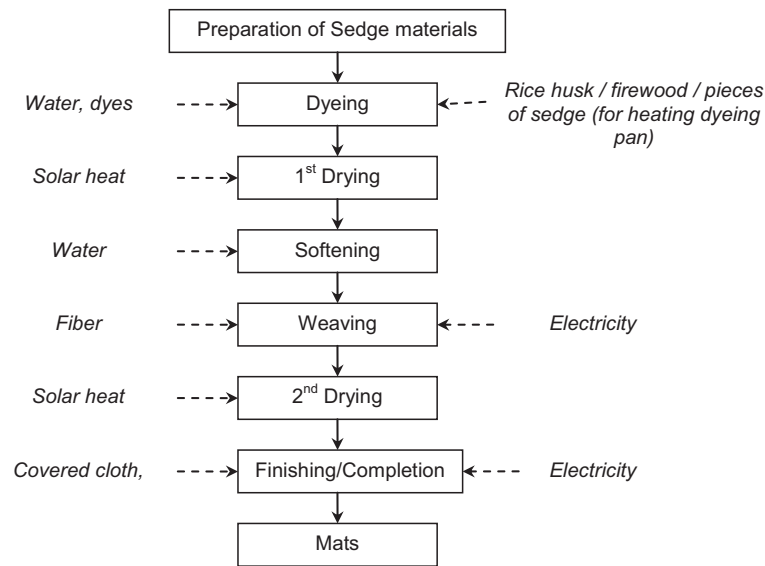 Preparation of Sedge materials
Water, dyes
Dyeing
Rice husk / firewood / pieces
of sedge (for heating dyeing
pan)
Solar heat
1st Drying
Water
Softening
Fiber
Weaving
Electricity
Solar heat
2nd Drying
Covered cloth,
Finishing/Completion
Electricity
Mats